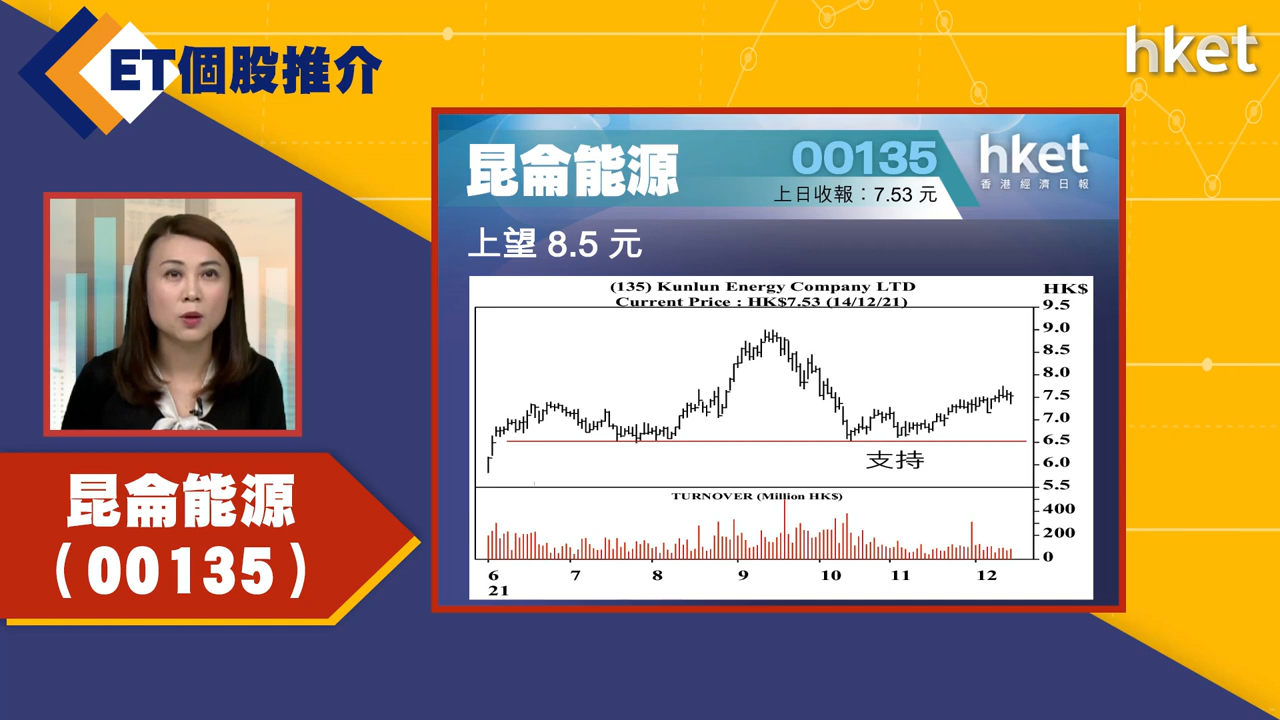 ET個股推介
hket
昆侖能源
00135
上日收報：7.53 元
hket
香港經濟日報
上望 8.5 元
(135) Kunlun Energy Company LTD
Current Price : HK$7.53 (14/12/21)
HK$
9.5
9.0
8.5
8.0
7.5
7.0
6.5
6.0
5.5
支持
TURNOVER (Million HK$)
400
200
0
6 7 8 9 10 11 12
21
昆侖能源
（00135）